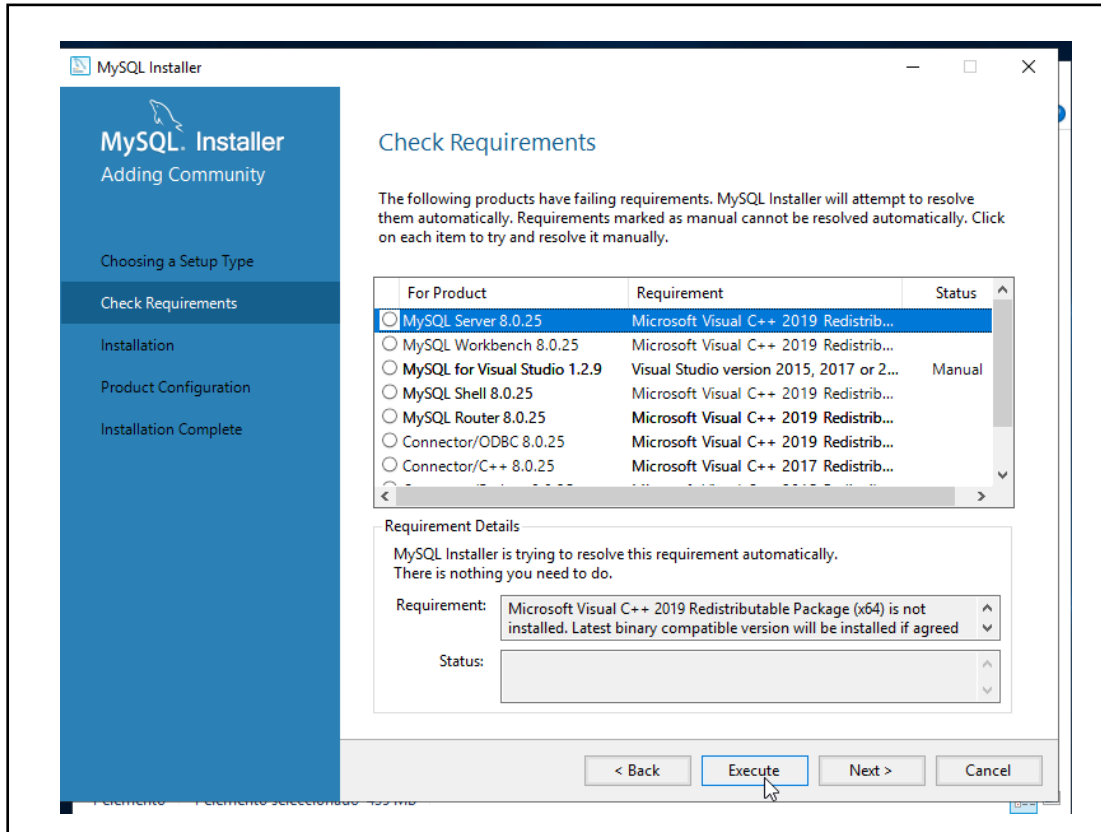 MySQL Installer
MySQL. Installer
Adding Community
Choosing a Setup Type
Check Requirements
Installation
Product Configuration
Installation Complete
Check Requirements
The following products have failing requirements. MySQL Installer will attempt to resolve
them automatically. Requirements marked as manual cannot be resolved automatically. Click
on each item to try and resolve it manually.
For Product Requirement Status
MySQL Server 8.0.25 Microsoft Visual C++ 2019 Redistrib...
MySQL Workbench 8.0.25 Microsoft Visual C++ 2019 Redistrib...
MySQL for Visual Studio 1.2.9 Visual Studio version 2015, 2017 or 2... Manual
MySQL Shell 8.0.25 Microsoft Visual C++ 2019 Redistrib...
MySQL Router 8.0.25 Microsoft Visual C++ 2019 Redistrib...
Connector/ODBC 8.0.25 Microsoft Visual C++ 2019 Redistrib...
Connector/C++ 8.0.25 Microsoft Visual C++ 2017 Redistrib...
Requirement Details
MySQL Installer is trying to resolve this requirement automatically.
There is nothing you need to do.
Requirement: Microsoft Visual C++ 2019 Redistributable Package (x64) is not
installed. Latest binary compatible version will be installed if agreed
Status:
< Back Execute Next > Cancel